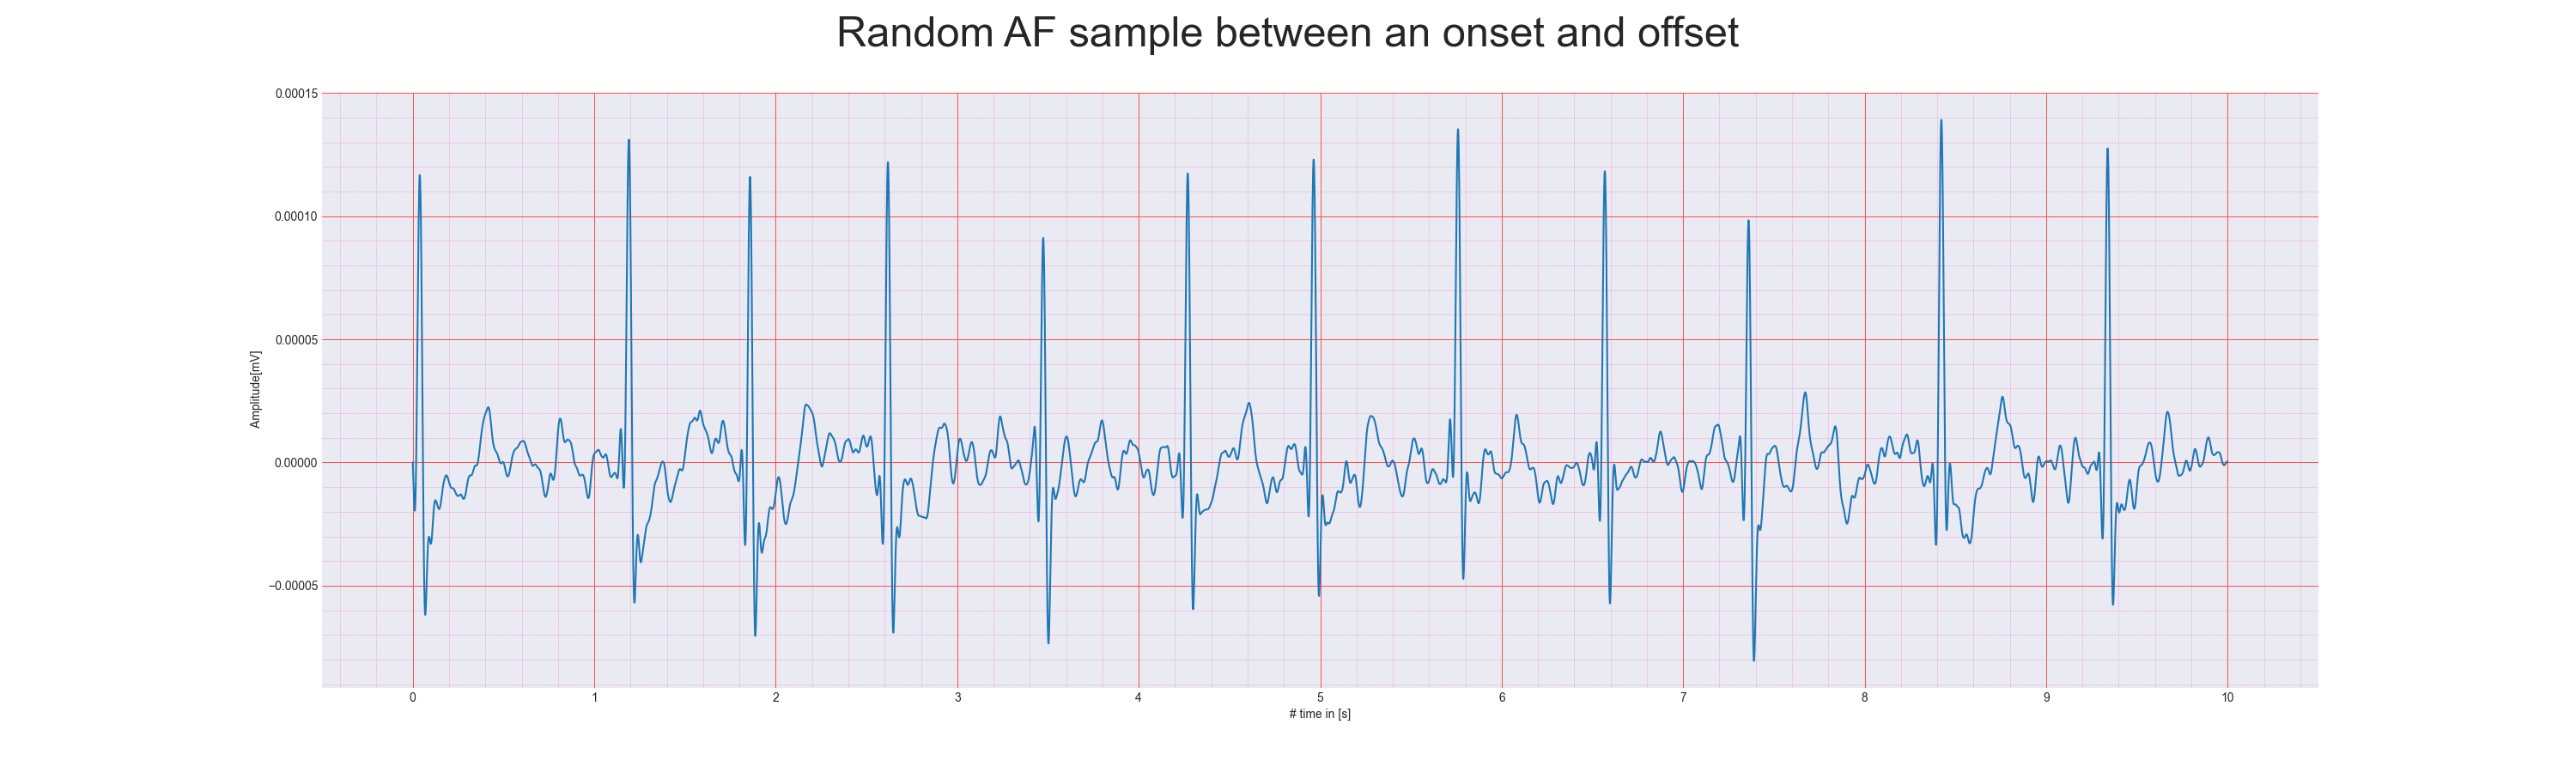 Random AF sample between an onset and offset
0.00015
0.00010
0.00005
0.00000
−0.00005
Amplitude[mV]
0 1 2 3 4 5 6 7 8 9 10
# time in [s]